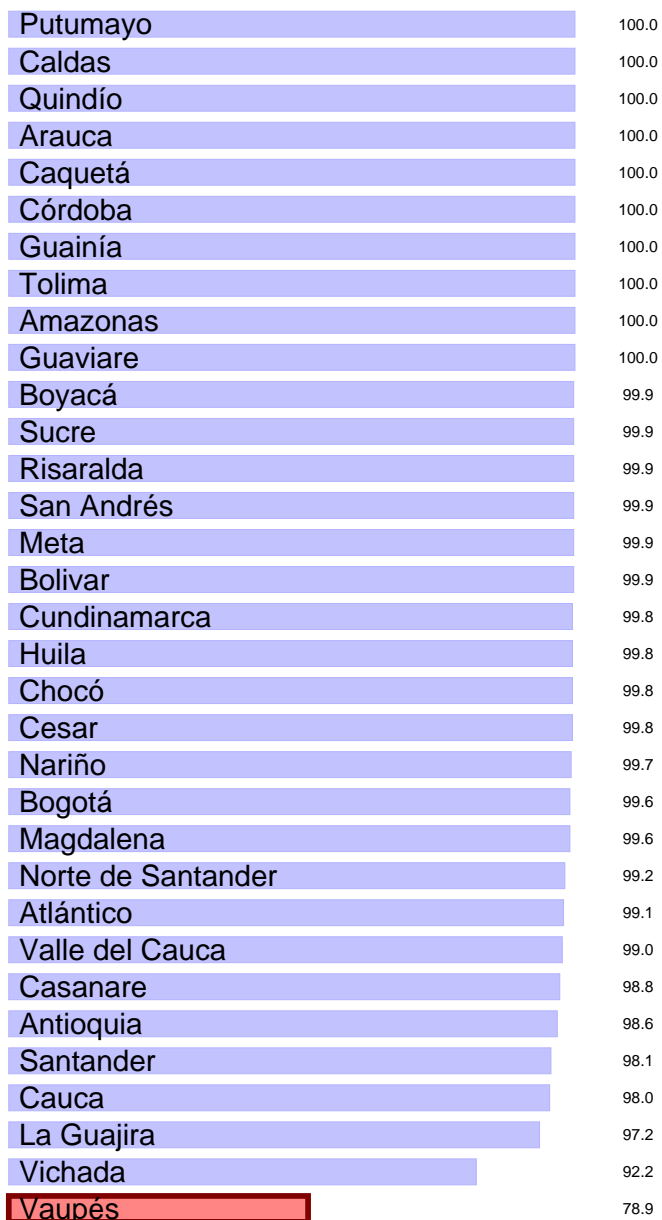 Putumayo 100.0
Caldas 100.0
Quindío 100.0
Arauca 100.0
Caquetá 100.0
Córdoba 100.0
Guainía 100.0
Tolima 100.0
Amazonas 100.0
Guaviare 100.0
Boyacá 99.9
Sucre 99.9
Risaralda 99.9
San Andrés 99.9
Meta 99.9
Bolivar 99.9
Cundinamarca 99.8
Huila 99.8
Chocó 99.8
Cesar 99.8
Nariño 99.7
Bogotá 99.6
Magdalena 99.6
Norte de Santander 99.2
Atlántico 99.1
Valle del Cauca 99.0
Casanare 98.8
Antioquia 98.6
Santander 98.1
Cauca 98.0
La Guajira 97.2
Vichada 92.2
Vaupés 78.9